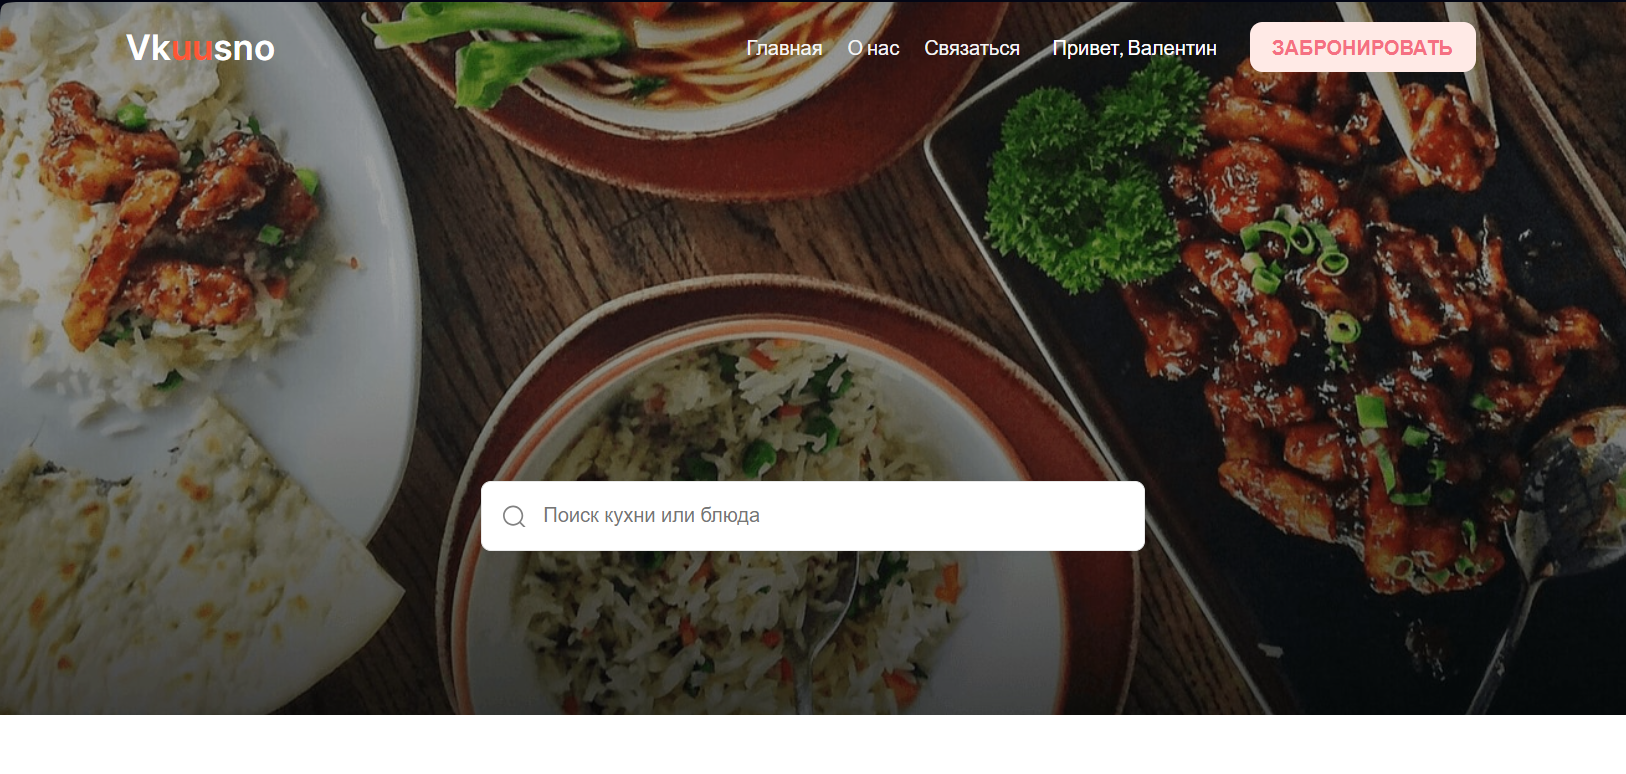 Vkuusno
Главная О нас Связаться Привет, Валентин ЗАБРОНИРОВАТЬ
Поиск кухни или блюда